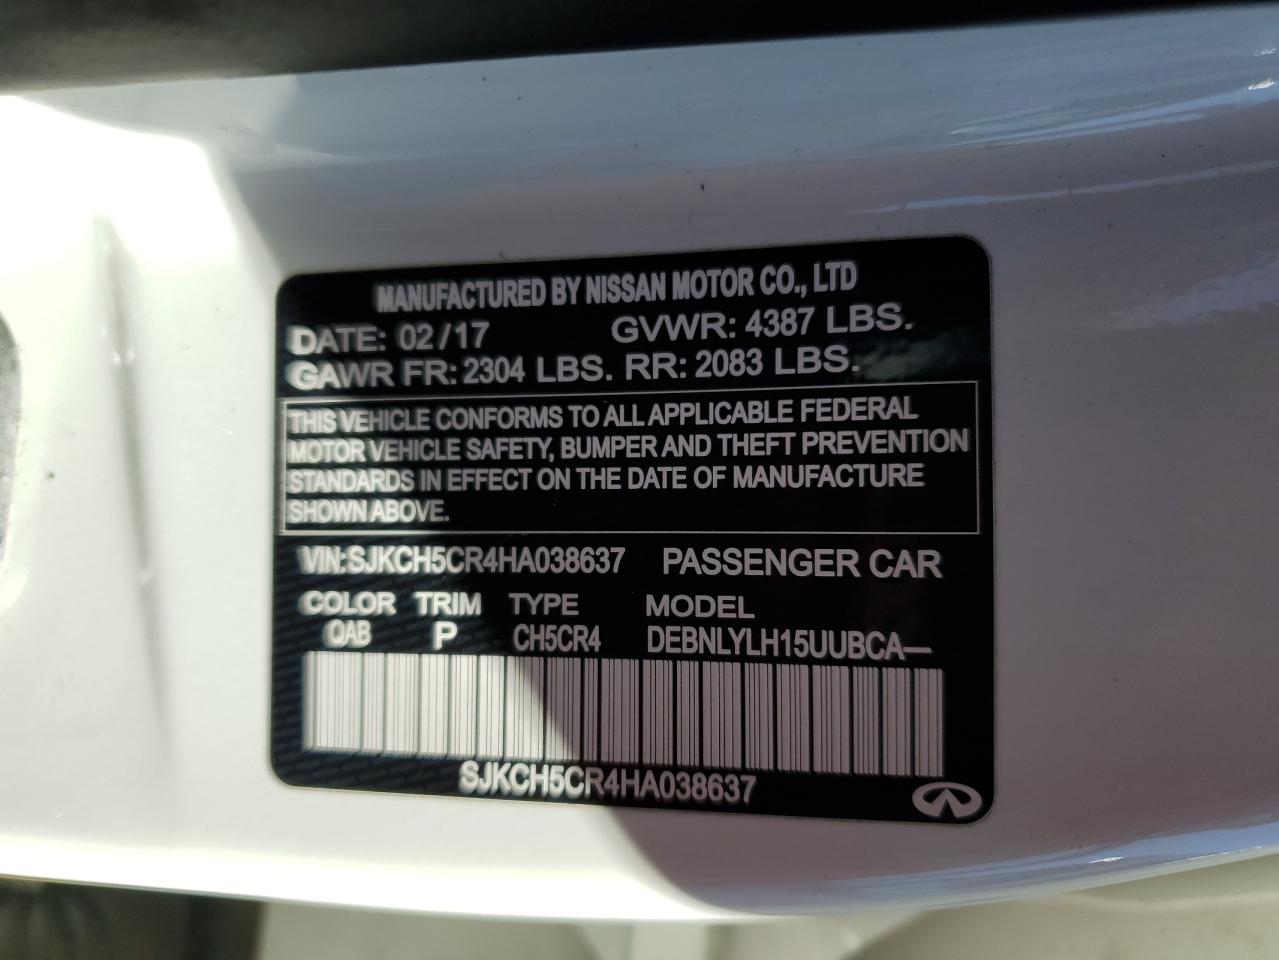 MANUFACTURED BY NISSAN MOTOR CO., LTD
DATE: 02/17 GVWR: 4387 LBS.
GAWR FR: 2304 LBS. RR: 2083 LBS.
THIS VEHICLE CONFORMS TO ALL APPLICABLE FEDERAL
MOTOR VEHICLE SAFETY, BUMPER AND THEFT PREVENTION
STANDARDS IN EFFECT ON THE DATE OF MANUFACTURE
SHOWN ABOVE.
VIN:SJKCH5CR4HA038637 PASSENGER CAR
COLOR TRIM TYPE MODEL
QAB P CH5CR4 DEBNLYLH15UUBCA—
SJKCH5CR4HA038637